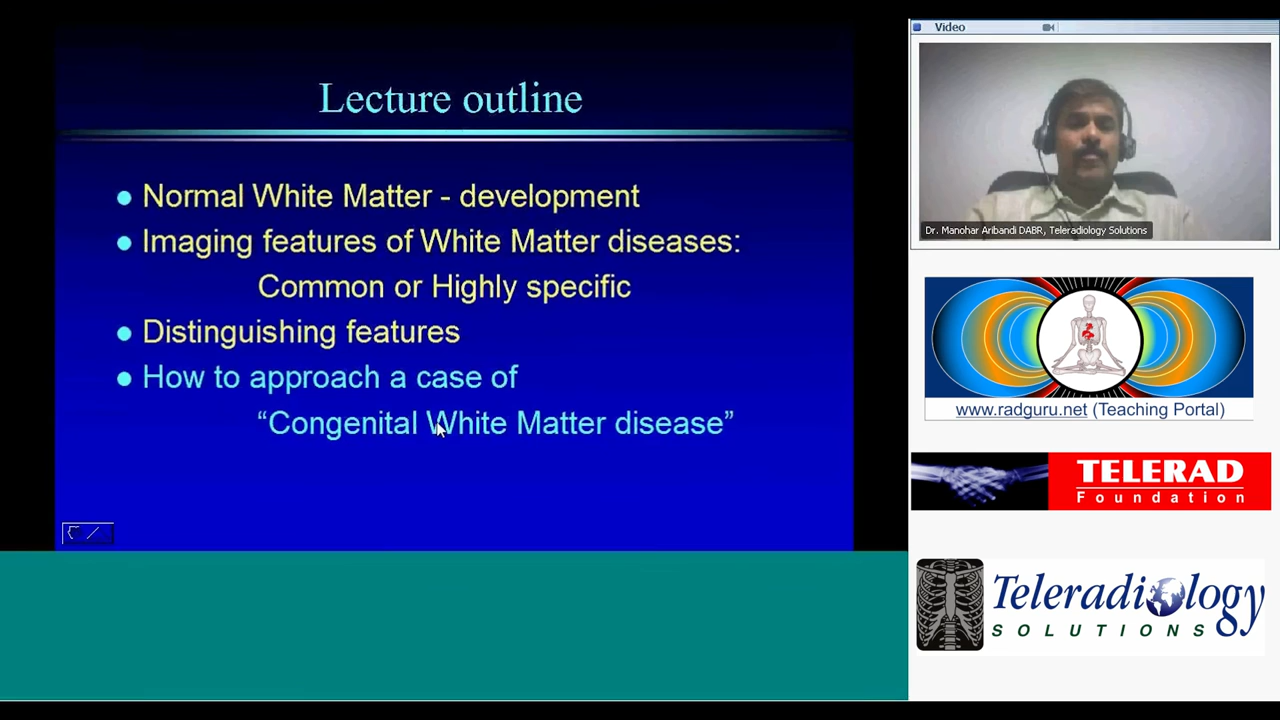 Lecture outline
Normal White Matter - development
Imaging features of White Matter diseases:
Common or Highly specific
Distinguishing features
How to approach a case of
“Congenital White Matter disease”
Video
Dr. Manohar Aribandi DABR, Teleradiology Solutions
www.radguru.net (Teaching Portal)
TELERAD
Foundation
Teleradiology
SOLUTIONS